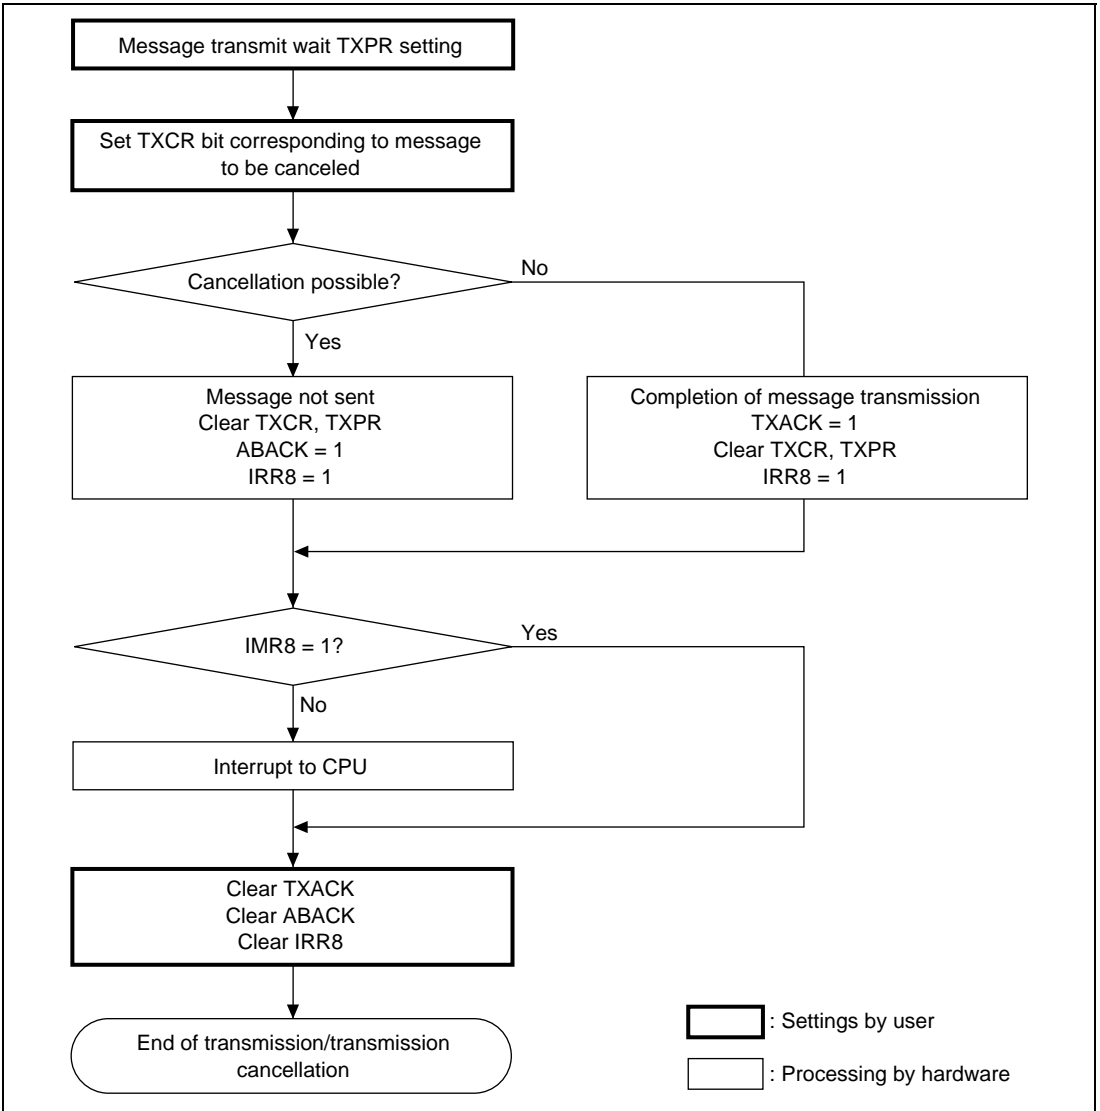 Message transmit wait TXPR setting
Set TXCR bit corresponding to message
to be canceled
Cancellation possible?
No
Yes
Message not sent
Clear TXCR, TXPR
ABACK = 1
IRR8 = 1
Completion of message transmission
TXACK = 1
Clear TXCR, TXPR
IRR8 = 1
IMR8 = 1?
Yes
No
Interrupt to CPU
Clear TXACK
Clear ABACK
Clear IRR8
End of transmission/transmission
cancellation
: Settings by user
: Processing by hardware